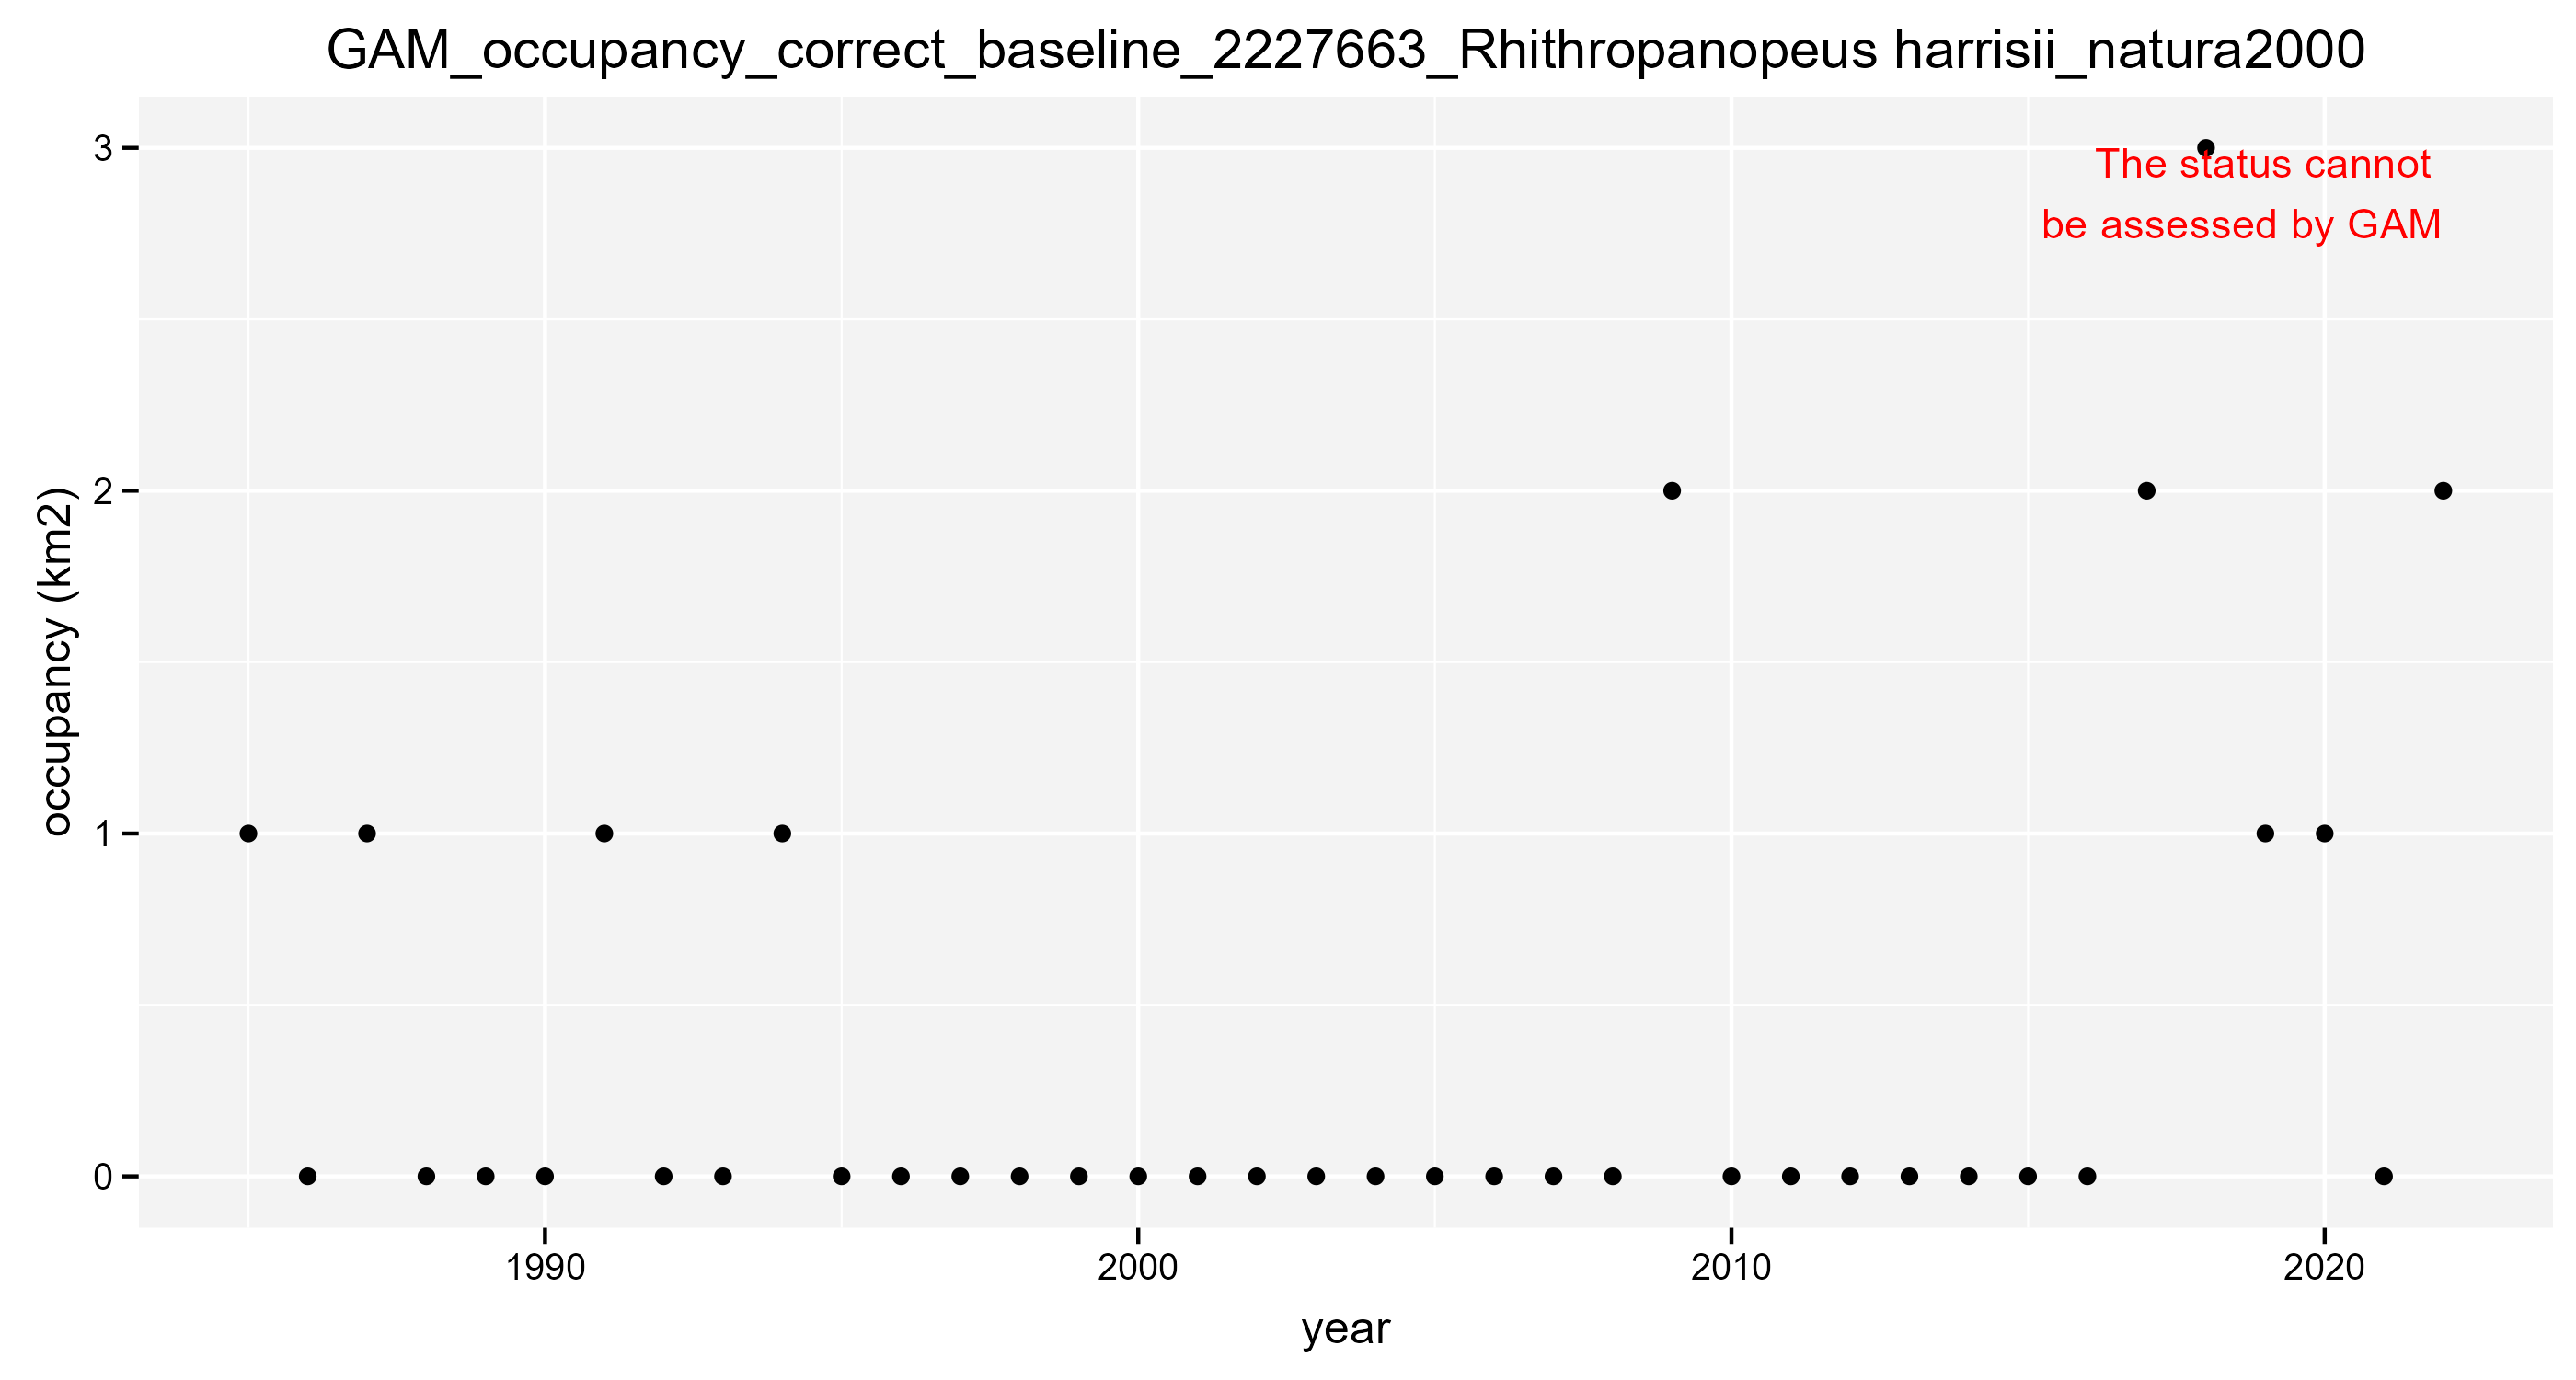 GAM_occupancy_correct_baseline_2227663_Rhithropanopeus harrisii_natura2000
3
The status cannot
be assessed by GAM
2
occupancy (km2)
1
0
1990 2000 2010 2020
year